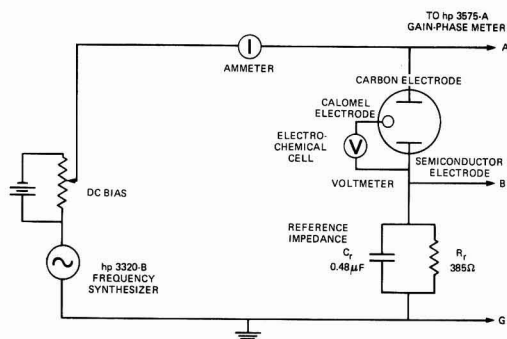 TO hp 3575-A
GAIN-PHASE METER
A
I
AMMETER
CARBON ELECTRODE
CALOMEL
ELECTRODE
ELECTRO-
CHEMICAL
CELL
V
SEMICONDUCTOR
ELECTRODE
VOLTMETER
B
DC BIAS
REFERENCE
IMPEDANCE
Cr
0.48μF
Rr
385Ω
hp 3320-B
FREQUENCY
SYNTHESIZER
G